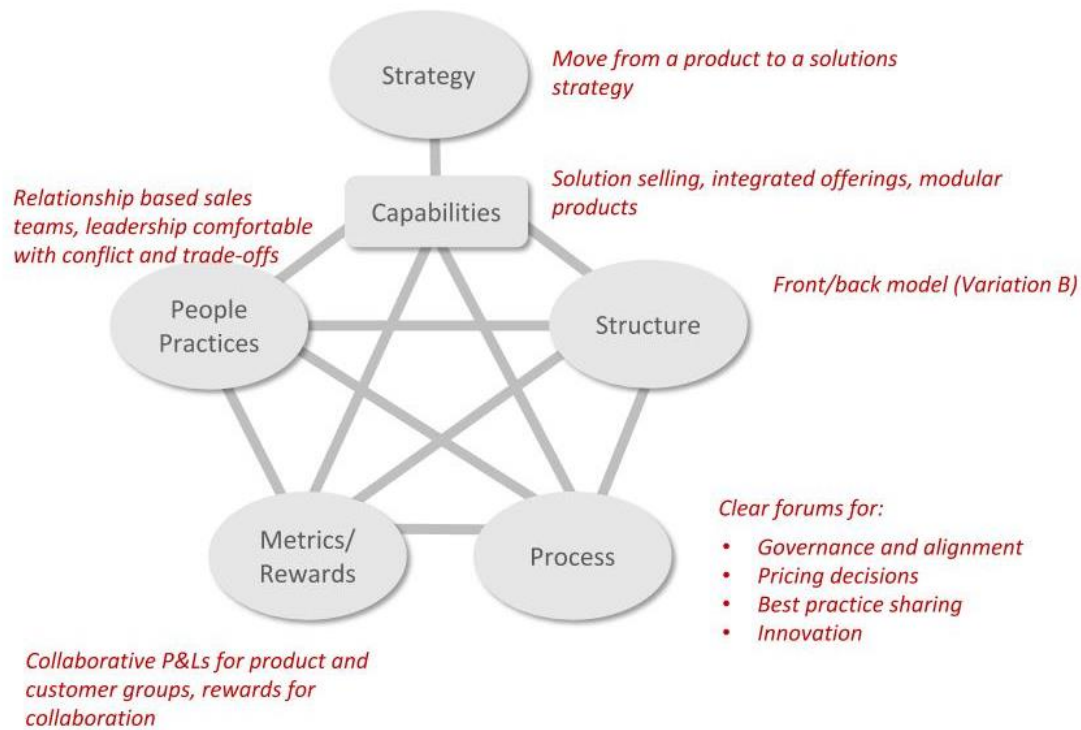 Strategy
Move from a product to a solutions
strategy
Capabilities
Solution selling, integrated offerings, modular
products
Relationship based sales
teams, leadership comfortable
with conflict and trade-offs
People
Practices
Structure
Front/back model (Variation B)
Metrics/
Rewards
Process
Clear forums for:
• Governance and alignment
• Pricing decisions
• Best practice sharing
• Innovation
Collaborative P&Ls for product and
customer groups, rewards for
collaboration